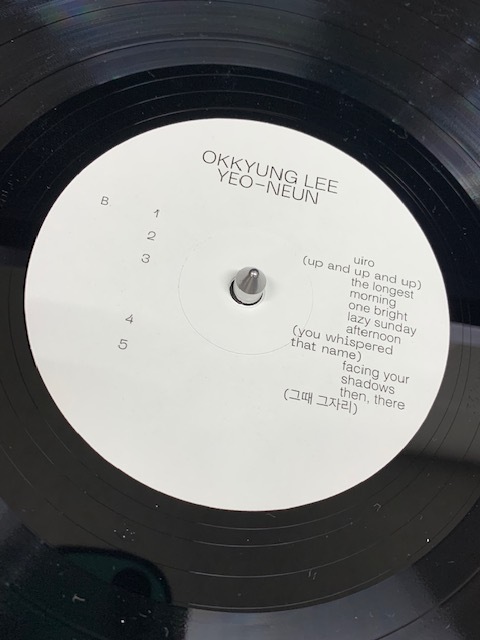 OKKYUNG LEE
YEO-NEUN
B
1
2
3
4
5
uiro
(up and up and up)
the longest
morning
one bright
lazy sunday
afternoon
(you whispered
that name)
facing your
shadows
then, there
(그때 그자리)